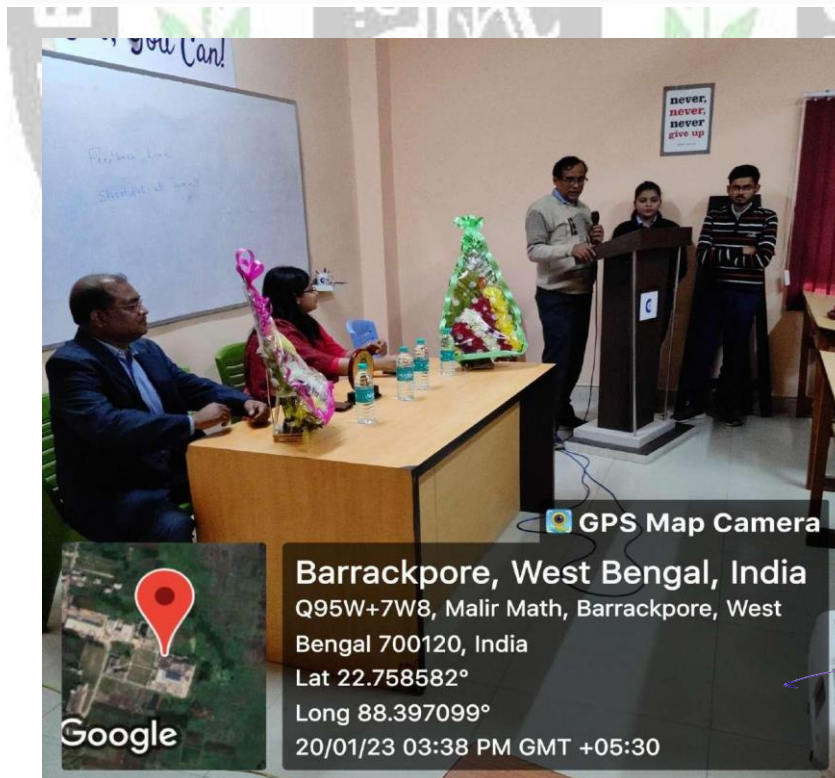 You Can!
Feedback
never,
never,
never
give up
GPS Map Camera
Barrackpore, West Bengal, India
Q95W+7W8, Malir Math, Barrackpore, West
Bengal 700120, India
Lat 22.758582°
Long 88.397099°
20/01/23 03:38 PM GMT +05:30
Google